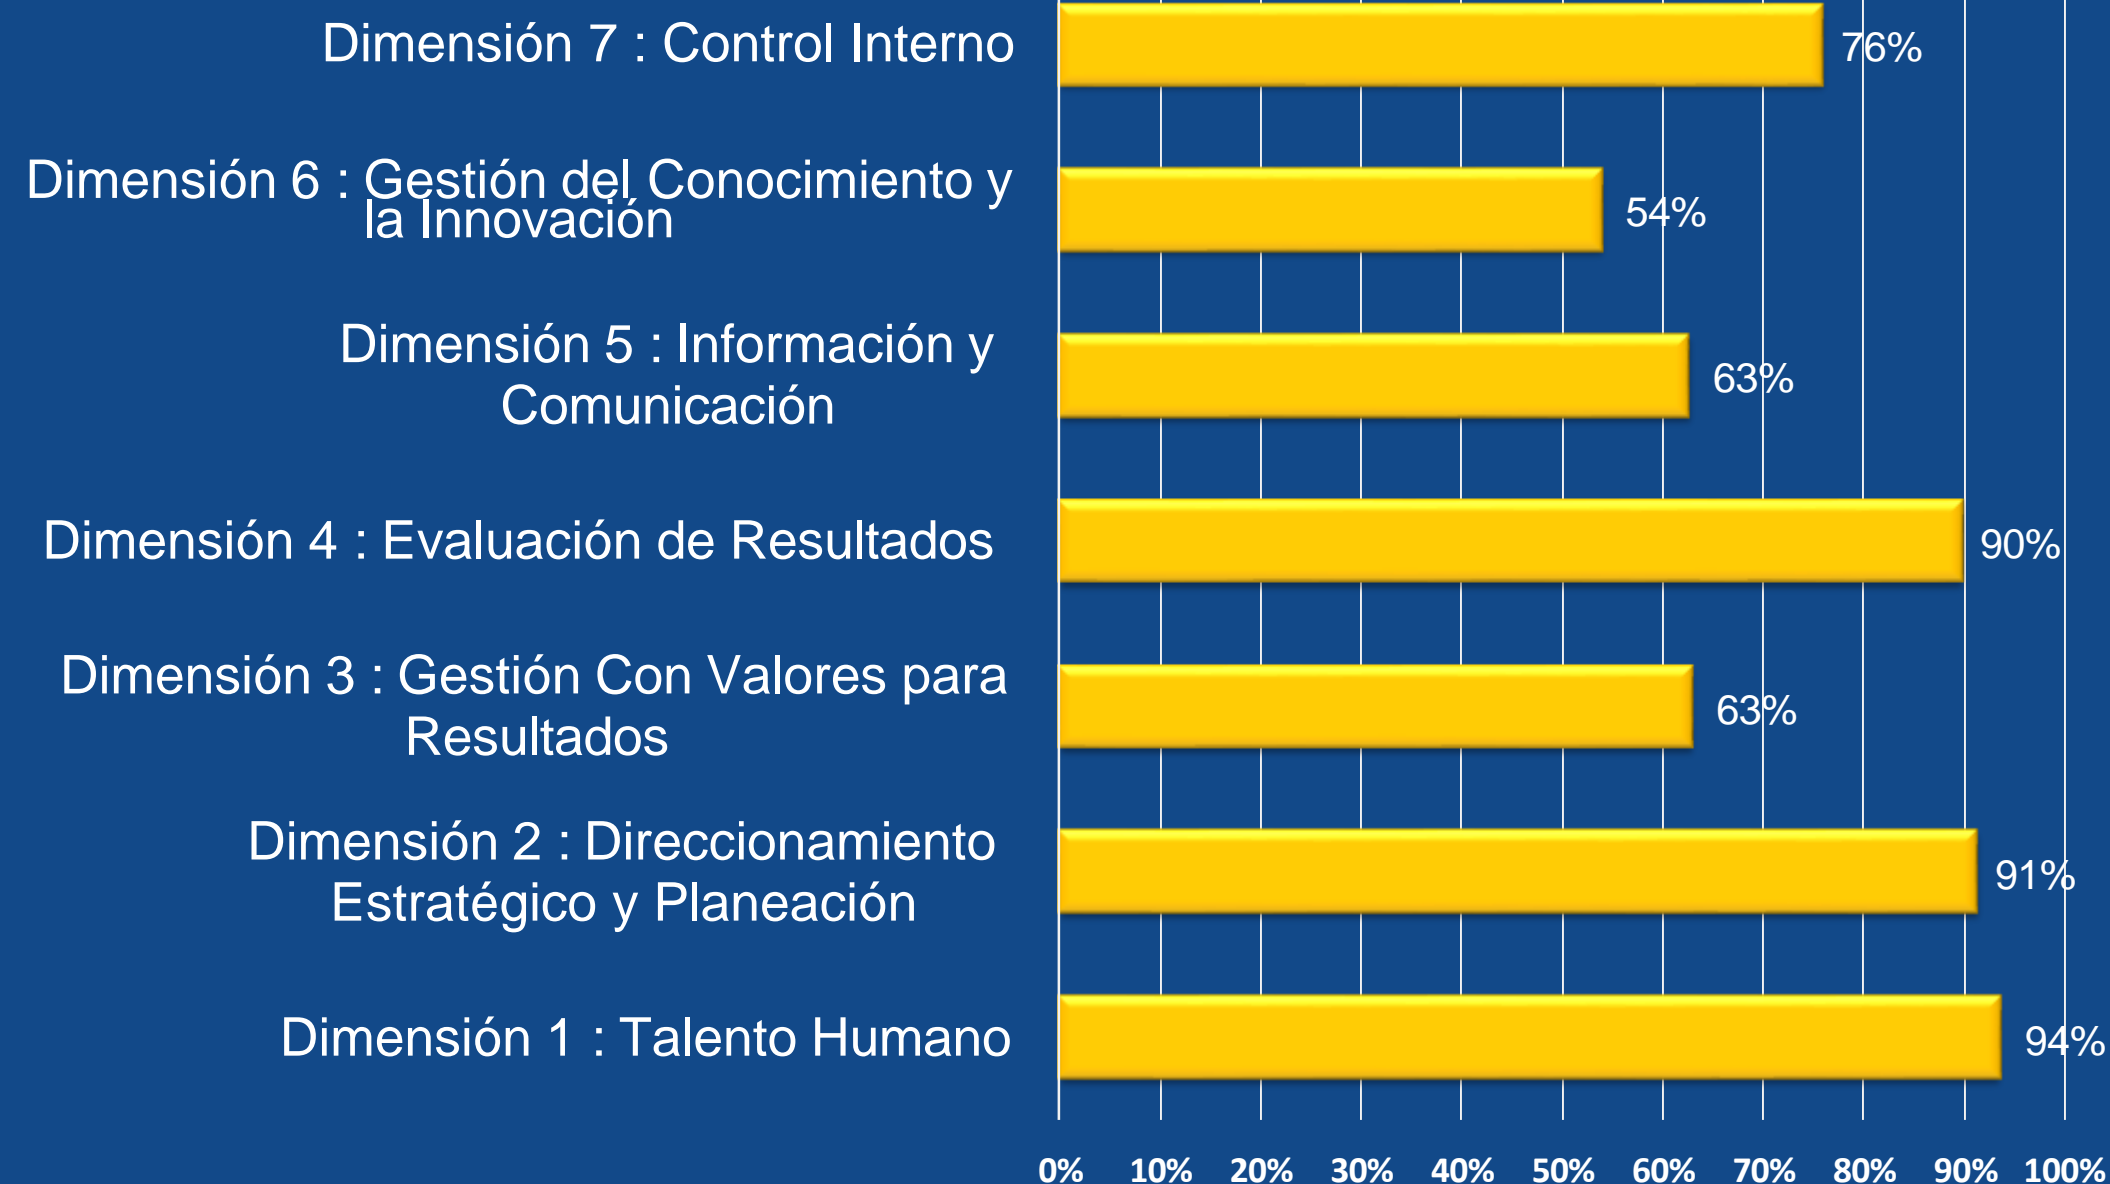 Dimensión 7 : Control Interno
76%
Dimensión 6 : Gestión del Conocimiento y
la Innovación
54%
Dimensión 5 : Información y
Comunicación
63%
Dimensión 4 : Evaluación de Resultados
90%
Dimensión 3 : Gestión Con Valores para
Resultados
63%
Dimensión 2 : Direccionamiento
Estratégico y Planeación
91%
Dimensión 1 : Talento Humano
94%
0% 10% 20% 30% 40% 50% 60% 70% 80% 90% 100%